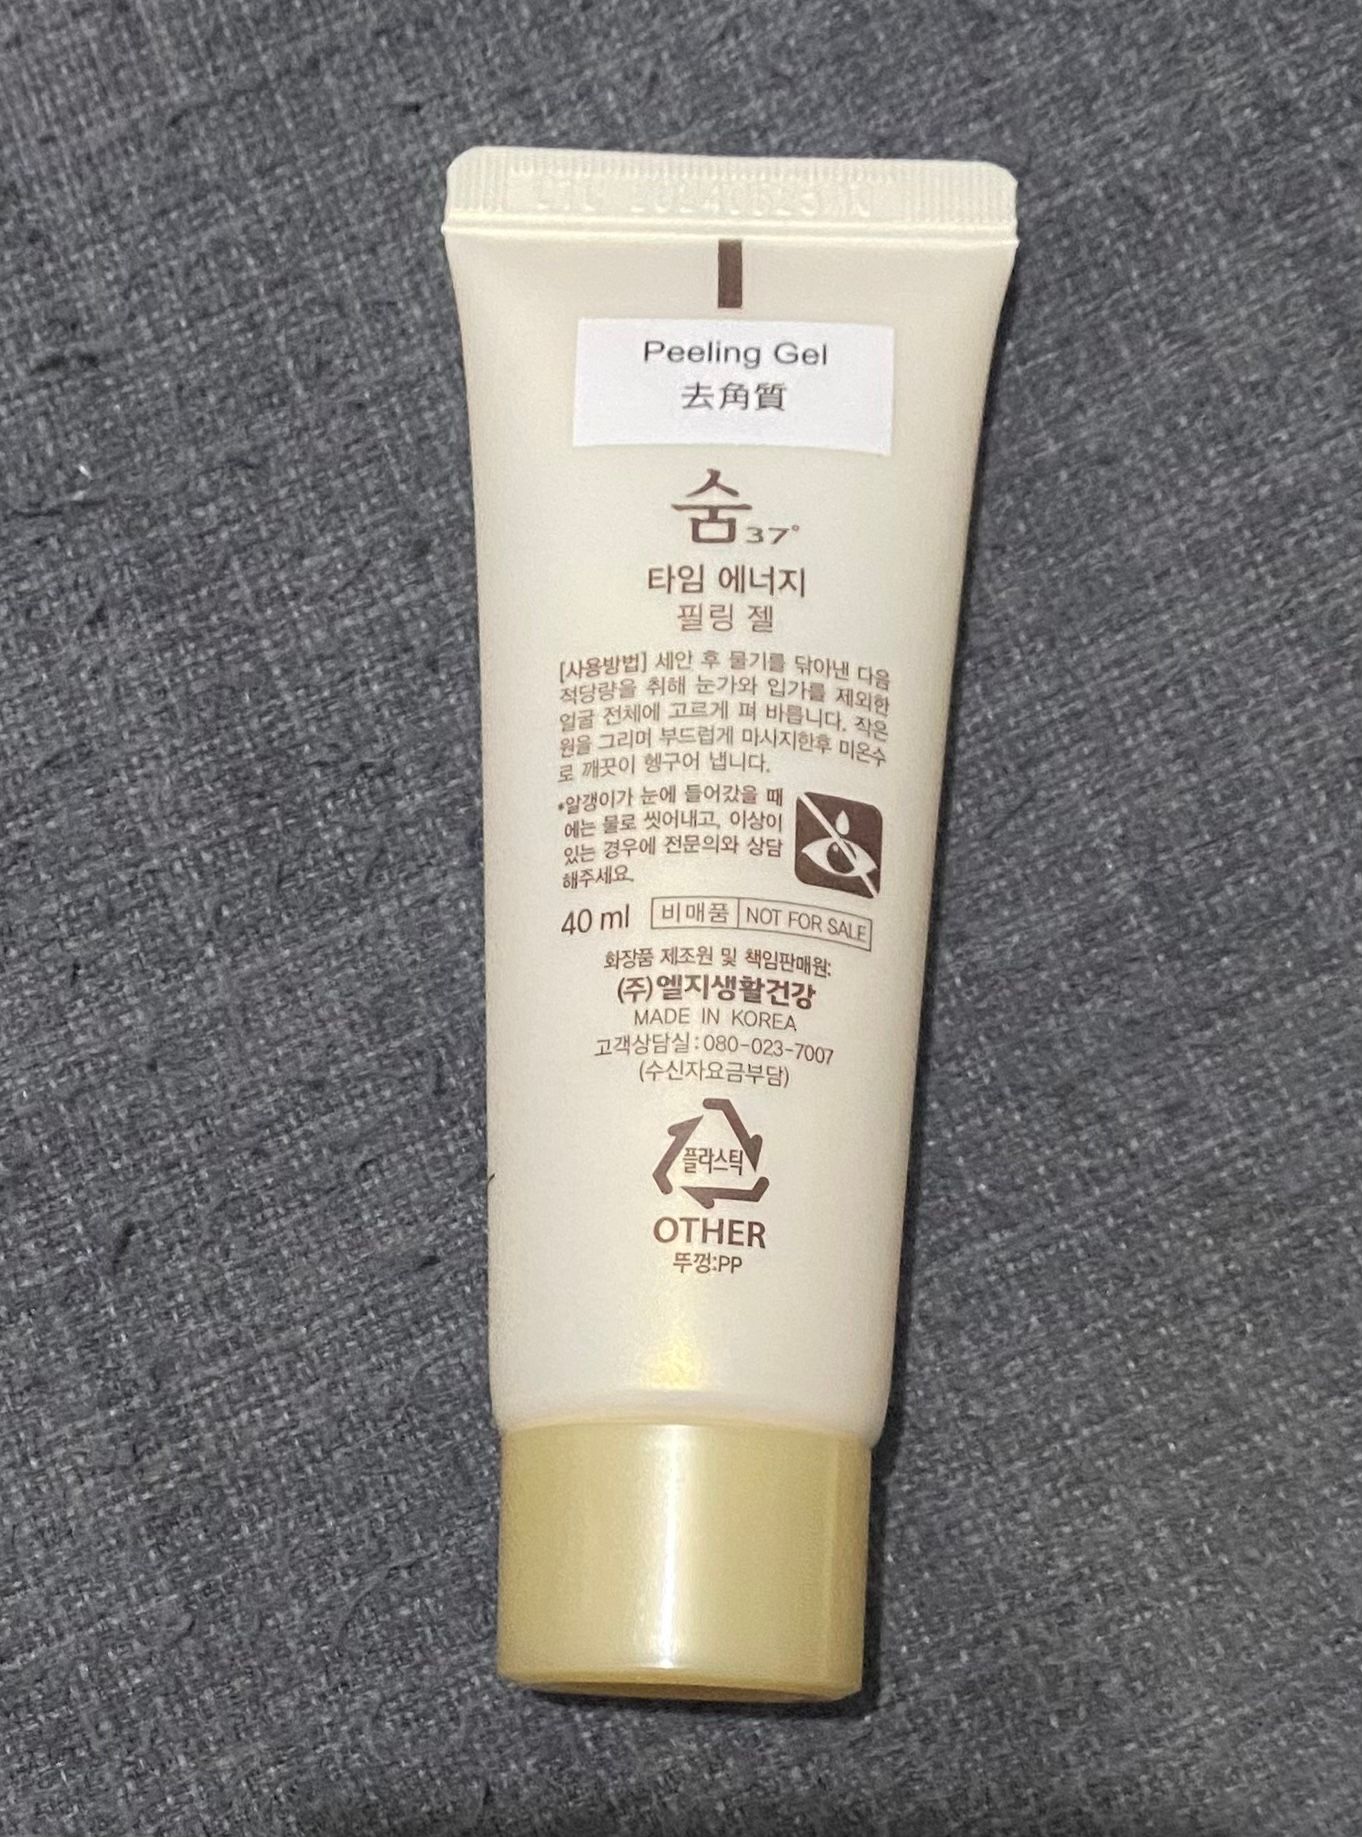 Peeling Gel
去角質
숨37°
타임 에너지
필링 젤
[사용방법] 세안 후 물기를 닦아낸 다음
적당량을 취해 눈가와 입가를 제외한
얼굴 전체에 고르게 펴 바릅니다. 작은
원을 그리며 부드럽게 마사지한후 미온수
로 깨끗이 헹구어 냅니다.
*알갱이가 눈에 들어갔을 때
에는 물로 씻어내고, 이상이
있는 경우에 전문의와 상담
해주세요.
40 ml 비매품 NOT FOR SALE
화장품 제조원 및 책임판매원:
(주)엘지생활건강
MADE IN KOREA
고객상담실:080-023-7007
(수신자요금부담)
플라스틱
OTHER
뚜껑:PP